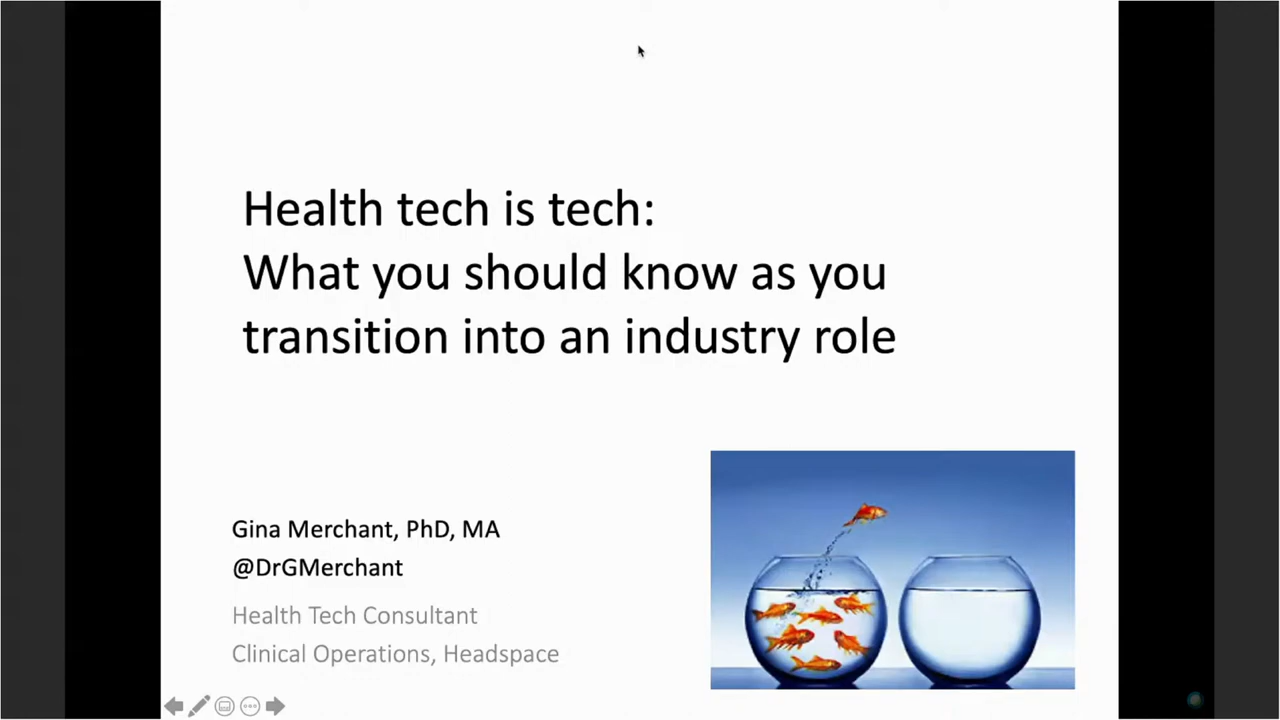 Health tech is tech:
What you should know as you
transition into an industry role
Gina Merchant, PhD, MA
@DrGMerchant
Health Tech Consultant
Clinical Operations, Headspace